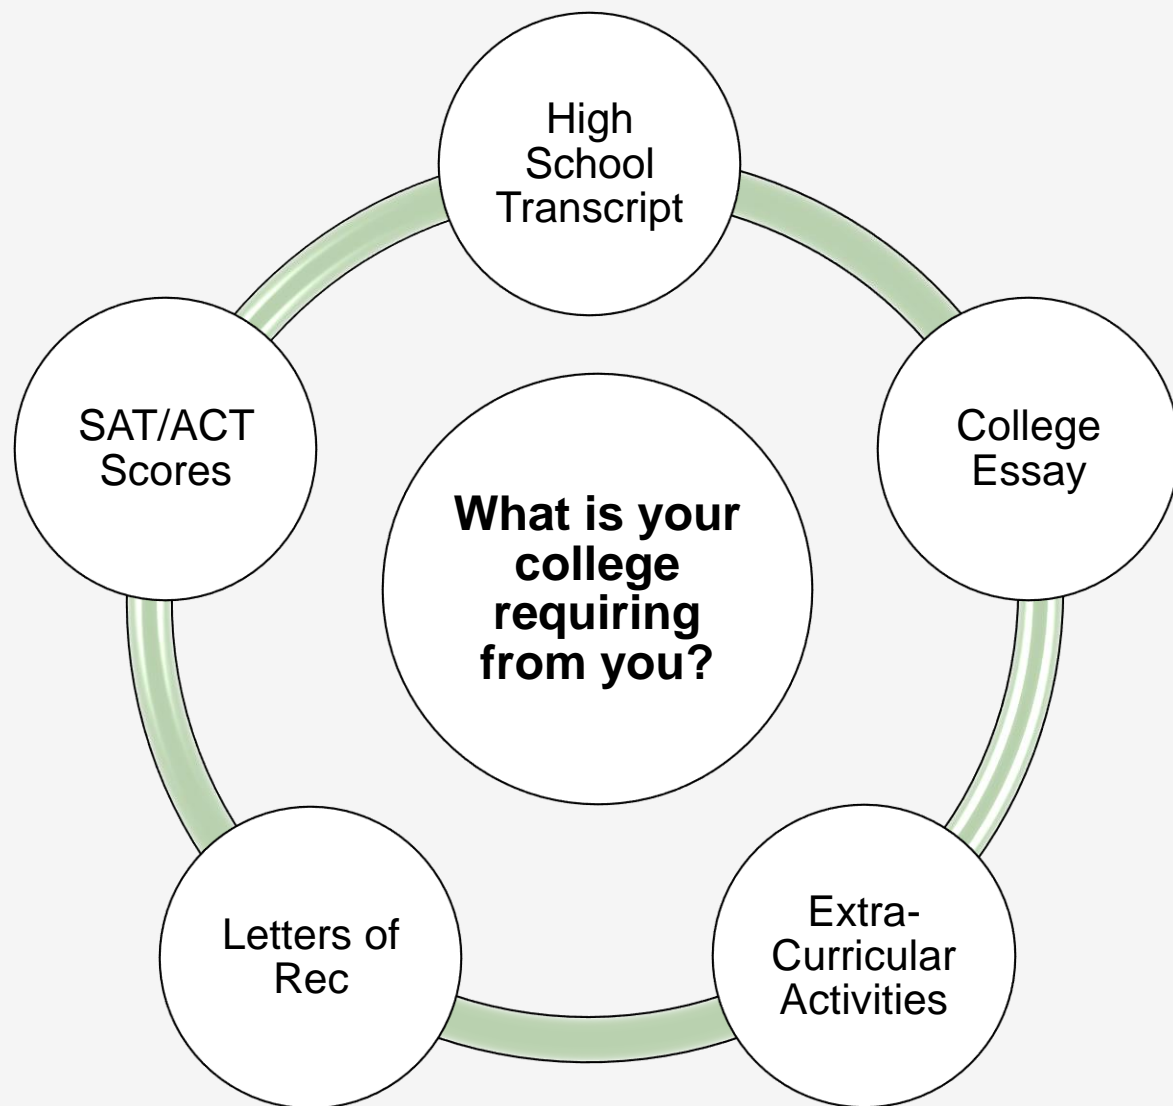 High
School
Transcript
College
Essay
Extra-
Curricular
Activities
Letters of
Rec
SAT/ACT
Scores
What is your
college
requiring
from you?